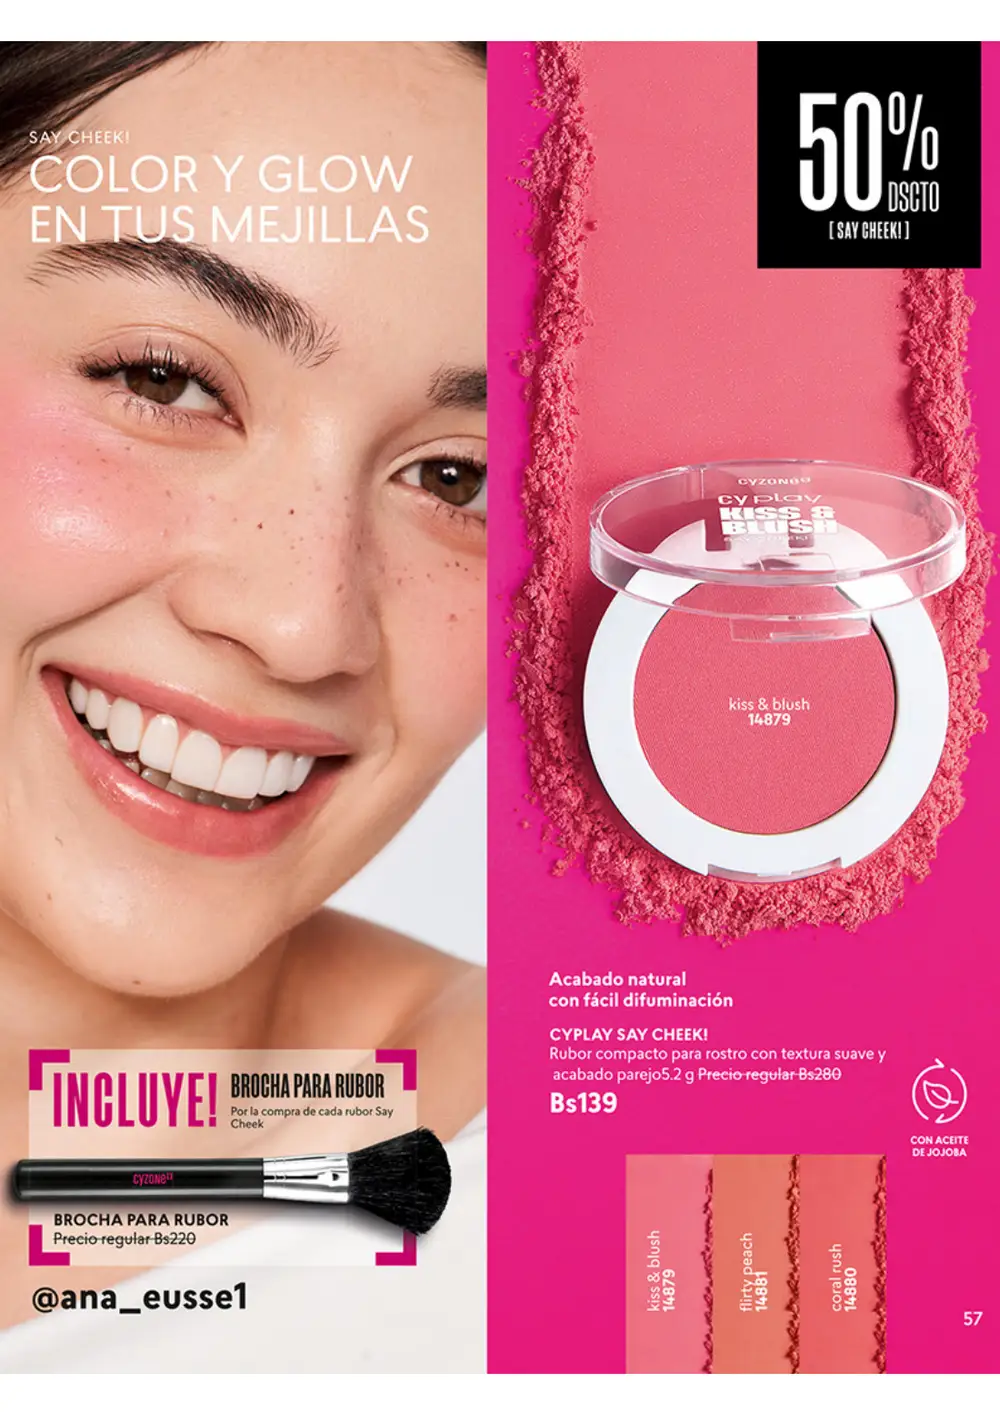 SAY CHEEK!
COLOR Y GLOW
EN TUS MEJILLAS
50%
DSCTO
[ SAY CHEEK! ]
CYZONE
cy play
KISS &
BLUSH
kiss & blush
14879
Acabado natural
con fácil difuminación
CYPLAY SAY CHEEK!
Rubor compacto para rostro con textura suave y
acabado parejo5.2 g Precio regular Bs280
Bs139
CON ACEITE
DE JOJOBA
INCLUYE!
BROCHA PARA RUBOR
Por la compra de cada rubor Say
Cheek
cyzone
BROCHA PARA RUBOR
Precio regular Bs220
@ana_eusse1
kiss & blush
14879
flirty peach
14881
coral rush
14880
57